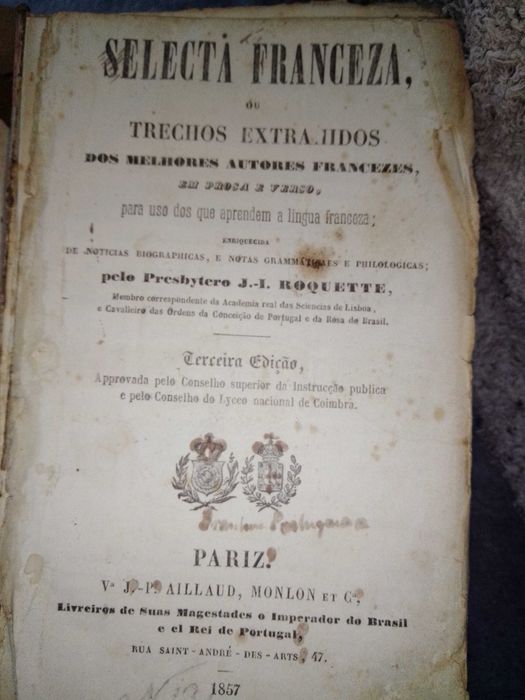 SELECTA FRANCEZA,
OU
TRECHOS EXTRAHIDOS
DOS MELHORES AUTORES FRANCEZES,
EM PROSA E VERSO,
para uso dos que aprendem a lingua franceza;
ENRIQUECIDA
DE NOTICIAS BIOGRAPHICAS, E NOTAS GRAMMATICAES E PHILOLOGICAS;
pelo Presbytero J.-I. ROQUETTE,
Membro correspondente da Academia real das Sciencias de Lisboa,
e Cavalleiro das Ordens da Conceição de Portugal e da Rosa do Brasil.
Terceira Edição,
Approvada pelo Conselho superior da Instrucção publica
e pelo Conselho do Lyceo nacional de Coimbra.
PARIZ.
Va J.-P. AILLAUD, MONLON ET Ca,
Livreiros de Suas Magestades o Imperador do Brasil
e el Rei de Portugal,
RUA SAINT-ANDRÉ-DES-ARTS, 47.
1857